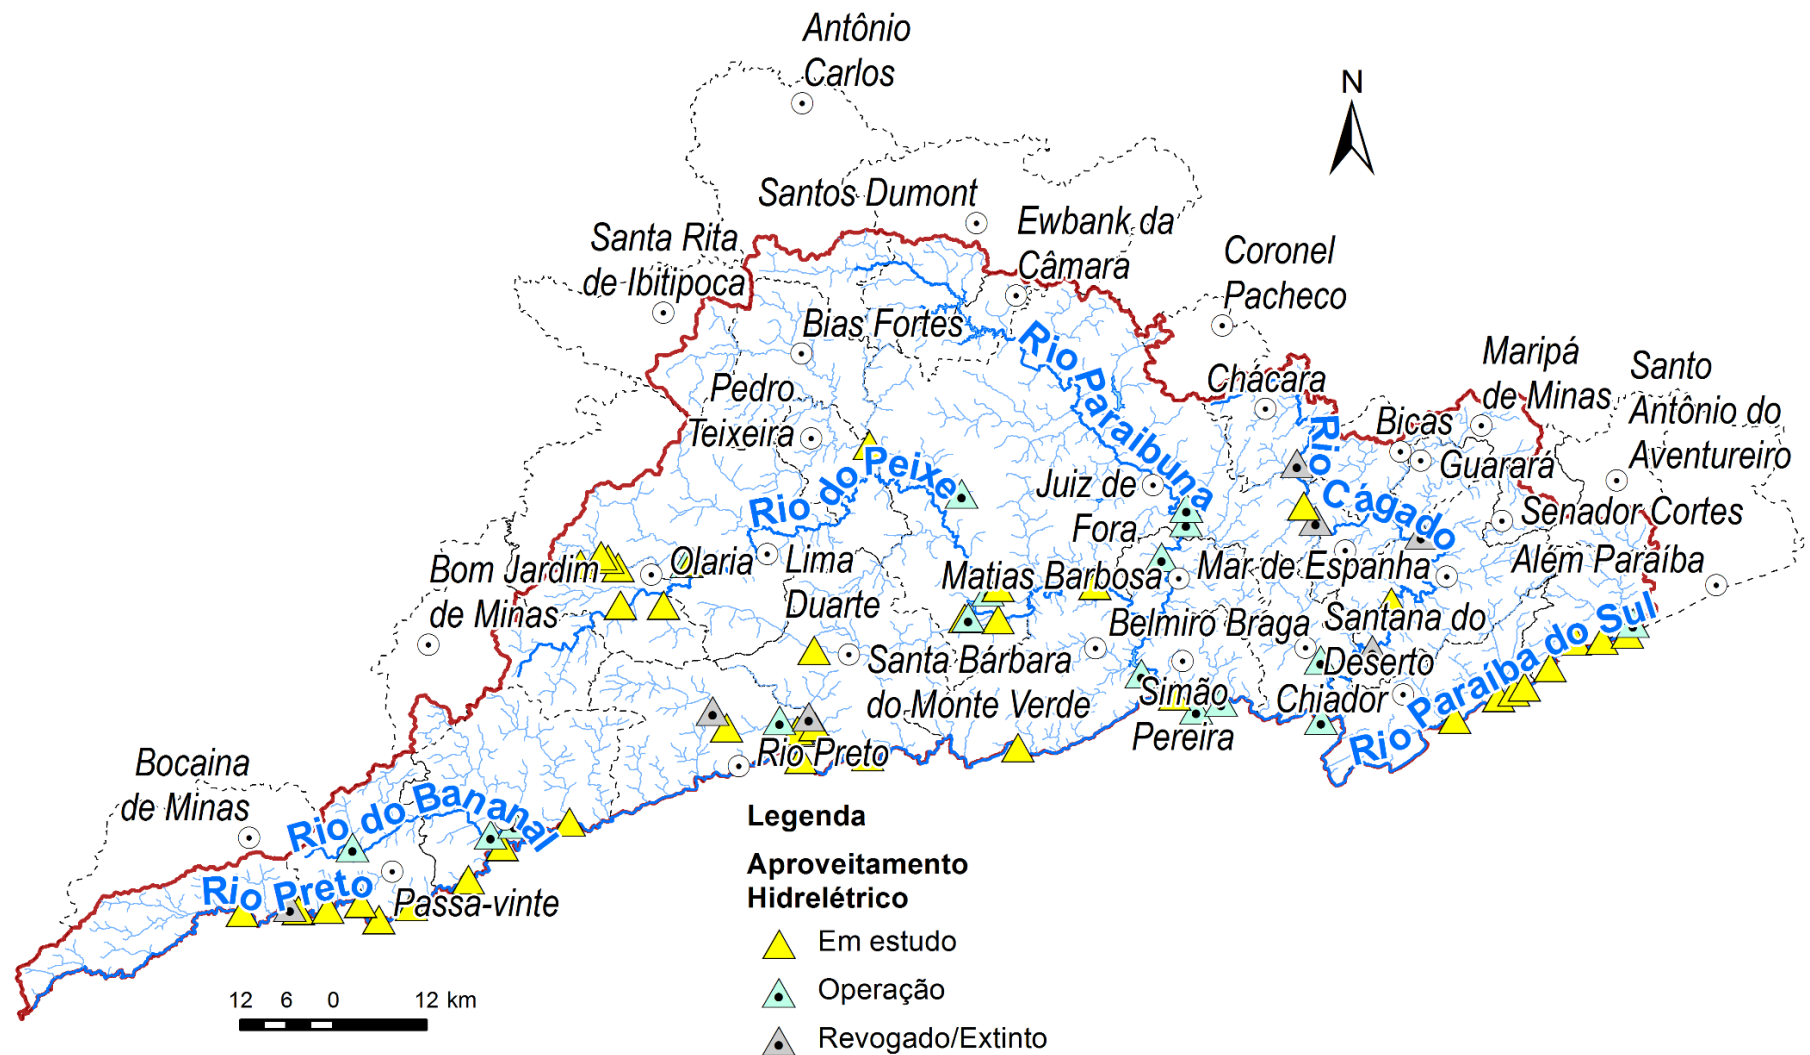 Antônio
Carlos
N
Santos Dumont
Ewbank da
Câmara
Santa Rita
de Ibitipoca
Coronel
Pacheco
Bias Fortes
Rio Paraibuna
Maripá
de Minas
Santo
Antônio do
Aventureiro
Chácara
Pedro
Teixeira
Bicas
Guarará
Rio do Peixe
Rio Cágado
Juiz de
Fora
Senador Cortes
Bom Jardim
de Minas
Olaria
Lima
Duarte
Matias Barbosa
Mar de Espanha
Além Paraíba
Belmiro Braga
Santana do
Deserto
Santa Bárbara
do Monte Verde
Simão
Pereira
Chiador
Rio Paraíba do Sul
Rio Preto
Bocaina
de Minas
Rio do Bananal
Rio Preto
Passa-vinte
Legenda
Aproveitamento
Hidrelétrico
Em estudo
Operação
Revogado/Extinto
12 6 0 12 km